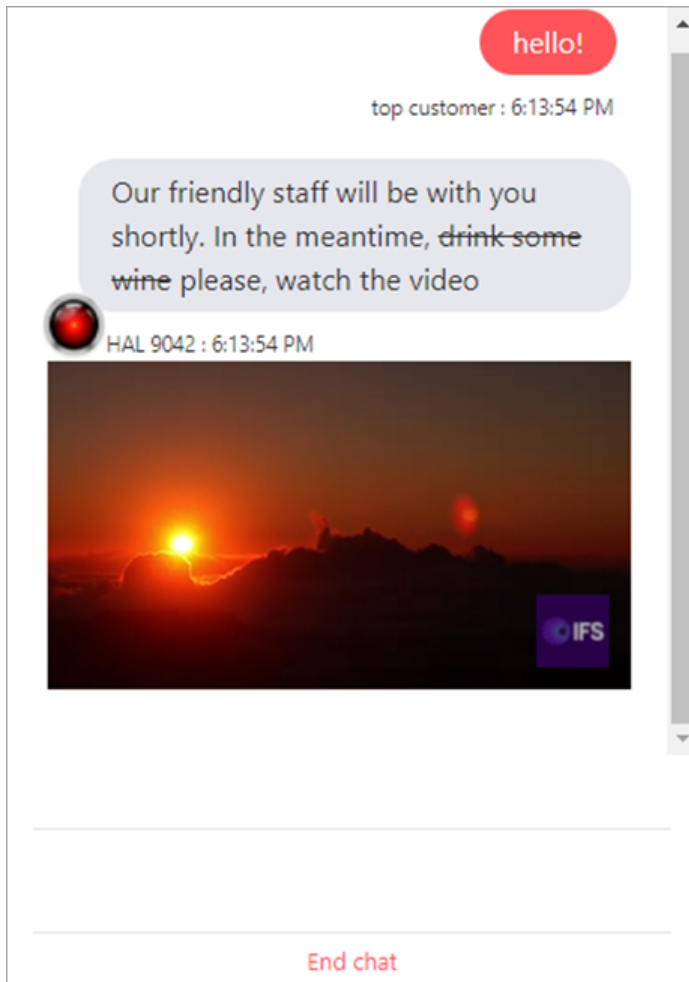 hello!
top customer : 6:13:54 PM
Our friendly staff will be with you
shortly. In the meantime, drink some
wine please, watch the video
HAL 9042 : 6:13:54 PM
IFS
End chat